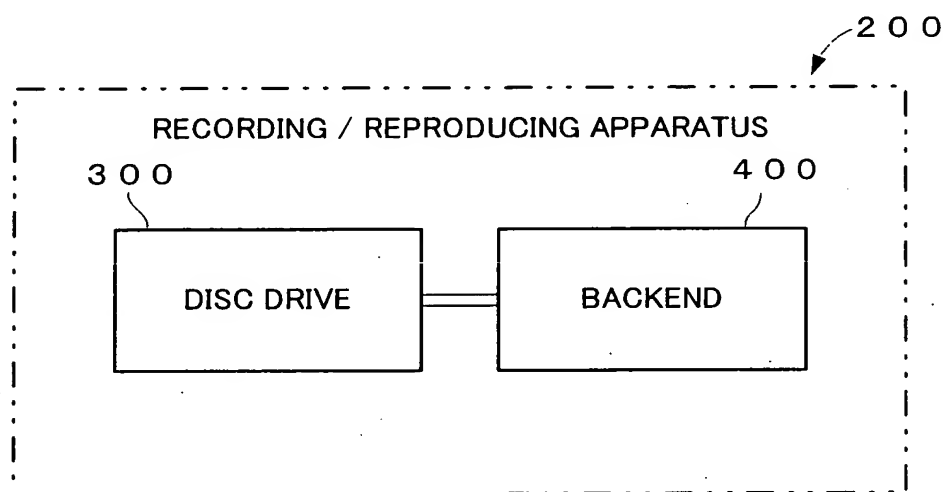 200
RECORDING / REPRODUCING APPARATUS
300
400
DISC DRIVE
BACKEND